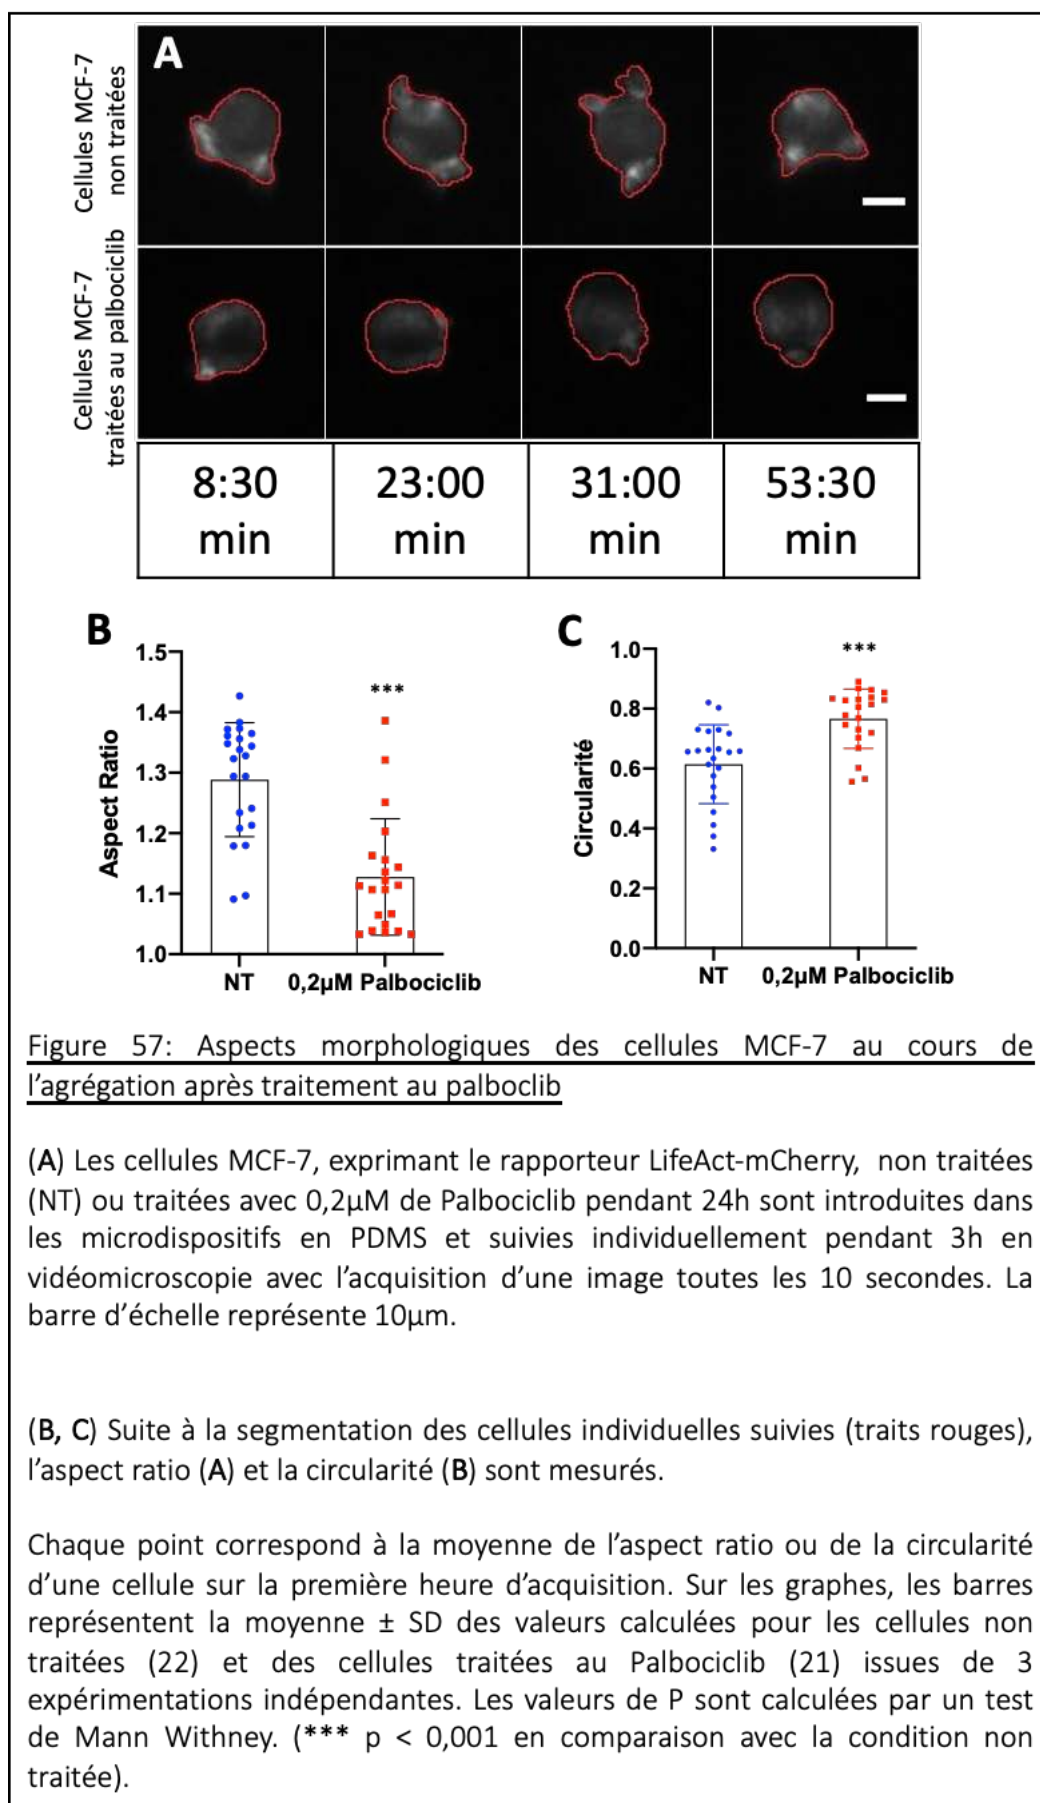 A
Cellules MCF-7
non traitées
Cellules MCF-7
traitées au palbociclib
8:30
min
23:00
min
31:00
min
53:30
min
B
1.5
1.4
1.3
1.2
1.1
1.0
Aspect Ratio
***
NT
0,2µM Palbociclib
C
1.0
0.8
0.6
0.4
0.2
0.0
Circularité
***
NT
0,2µM Palbociclib
Figure 57: Aspects morphologiques des cellules MCF-7 au cours de
l’agrégation après traitement au palboclib
(A) Les cellules MCF-7, exprimant le rapporteur LifeAct-mCherry, non traitées
(NT) ou traitées avec 0,2µM de Palbociclib pendant 24h sont introduites dans
les microdispositifs en PDMS et suivies individuellement pendant 3h en
vidéomicroscopie avec l’acquisition d’une image toutes les 10 secondes. La
barre d’échelle représente 10µm.
(B, C) Suite à la segmentation des cellules individuelles suivies (traits rouges),
l’aspect ratio (A) et la circularité (B) sont mesurés.
Chaque point correspond à la moyenne de l’aspect ratio ou de la circularité
d’une cellule sur la première heure d’acquisition. Sur les graphes, les barres
représentent la moyenne ± SD des valeurs calculées pour les cellules non
traitées (22) et des cellules traitées au Palbociclib (21) issues de 3
expérimentations indépendantes. Les valeurs de P sont calculées par un test
de Mann Withney. (*** p < 0,001 en comparaison avec la condition non
traitée).